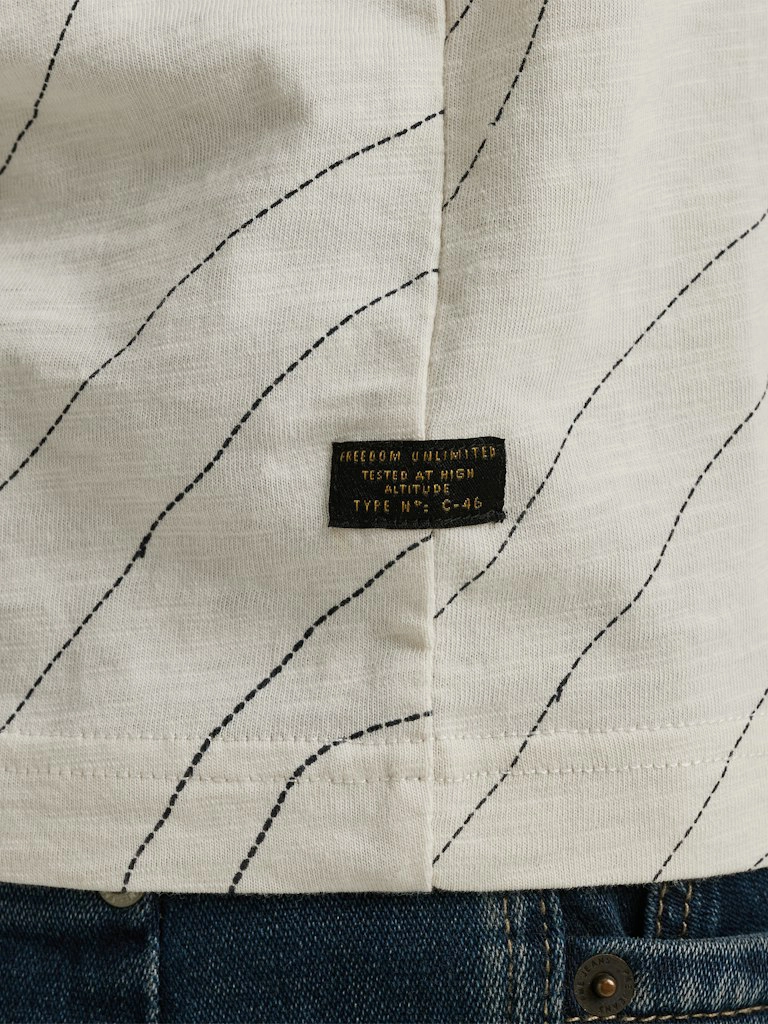 FREEDOM UNLIMITED
TESTED AT HIGH
ALTITUDE
TYPE Nº: C-46